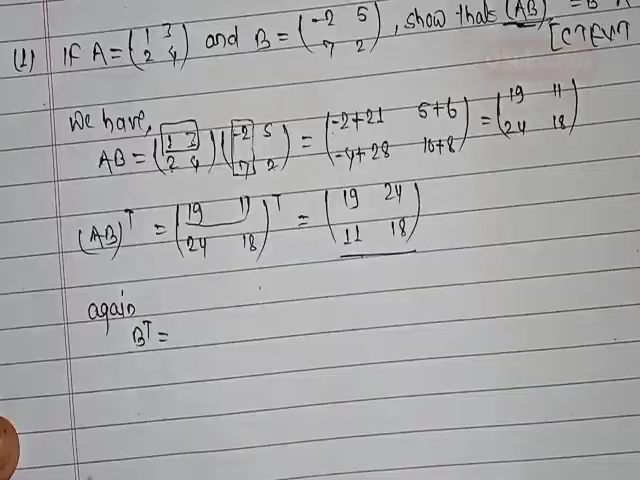 (1) If A = (1 3 / 2 4) and B = (-2 5 / 7 2), show that (AB) =
[CTEVT
We have,
AB = (1 3 / 2 4)(-2 5 / 7 2) = (-2+21 5+6 / -4+28 10+8) = (19 11 / 24 18)
(AB)^T = (19 11 / 24 18)^T = (19 24 / 11 18)
again
B^T =